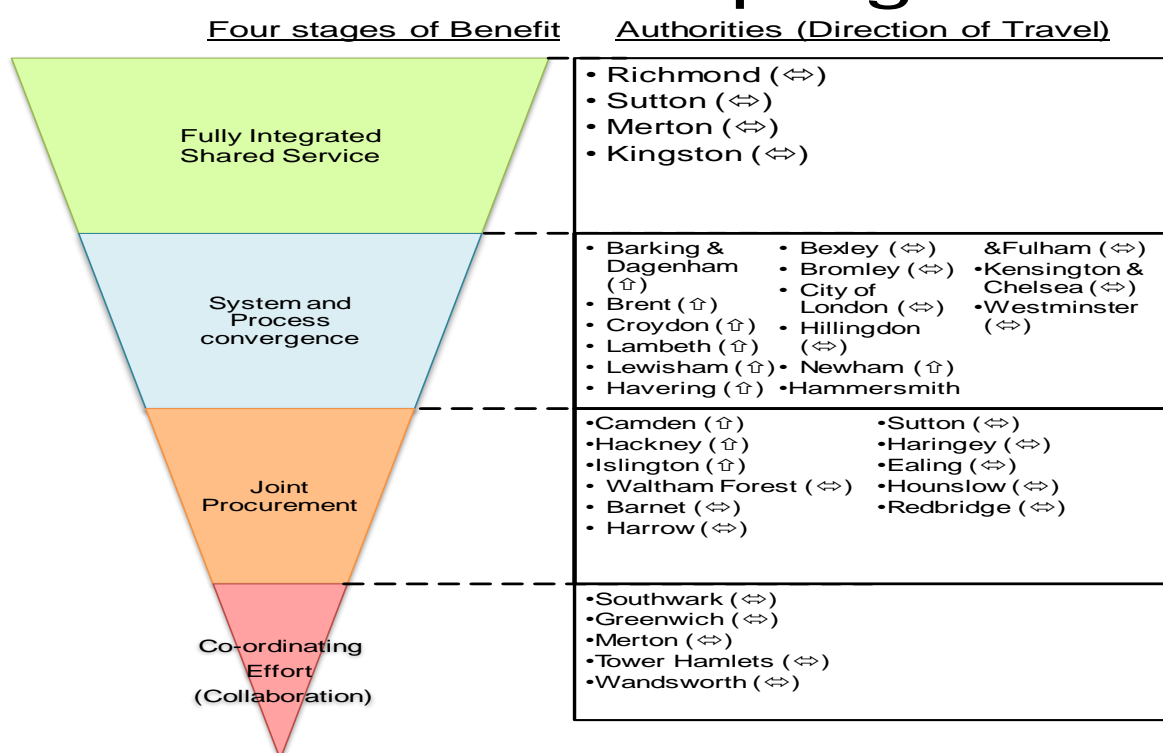 Four stages of Benefit
Authorities (Direction of Travel)
Fully Integrated
Shared Service
• Richmond (⇔)
• Sutton (⇔)
• Merton (⇔)
• Kingston (⇔)
System and
Process
convergence
• Barking &
Dagenham
(⇧)
• Brent (⇧)
• Croydon (⇧)
• Lambeth (⇧)
• Lewisham (⇧)
• Havering (⇧)
• Bexley (⇔)
• Bromley (⇔)
• City of
London (⇔)
• Hillingdon
(⇔)
• Newham (⇧)
•Hammersmith
&Fulham (⇔)
•Kensington &
Chelsea (⇔)
•Westminster
(⇔)
Joint
Procurement
•Camden (⇧)
•Hackney (⇧)
•Islington (⇧)
• Waltham Forest (⇔)
• Barnet (⇔)
• Harrow (⇔)
•Sutton (⇔)
•Haringey (⇔)
•Ealing (⇔)
•Hounslow (⇔)
•Redbridge (⇔)
Co-ordinating
Effort
(Collaboration)
•Southwark (⇔)
•Greenwich (⇔)
•Merton (⇔)
•Tower Hamlets (⇔)
•Wandsworth (⇔)